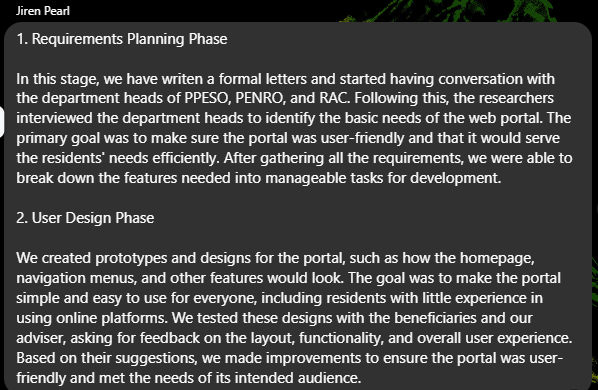 Jiren Pearl
1. Requirements Planning Phase
In this stage, we have writen a formal letters and started having conversation with
the department heads of PPESO, PENRO, and RAC. Following this, the researchers
interviewed the department heads to identify the basic needs of the web portal. The
primary goal was to make sure the portal was user-friendly and that it would serve
the residents' needs efficiently. After gathering all the requirements, we were able to
break down the features needed into manageable tasks for development.
2. User Design Phase
We created prototypes and designs for the portal, such as how the homepage,
navigation menus, and other features would look. The goal was to make the portal
simple and easy to use for everyone, including residents with little experience in
using online platforms. We tested these designs with the beneficiaries and our
adviser, asking for feedback on the layout, functionality, and overall user experience.
Based on their suggestions, we made improvements to ensure the portal was user-
friendly and met the needs of its intended audience.